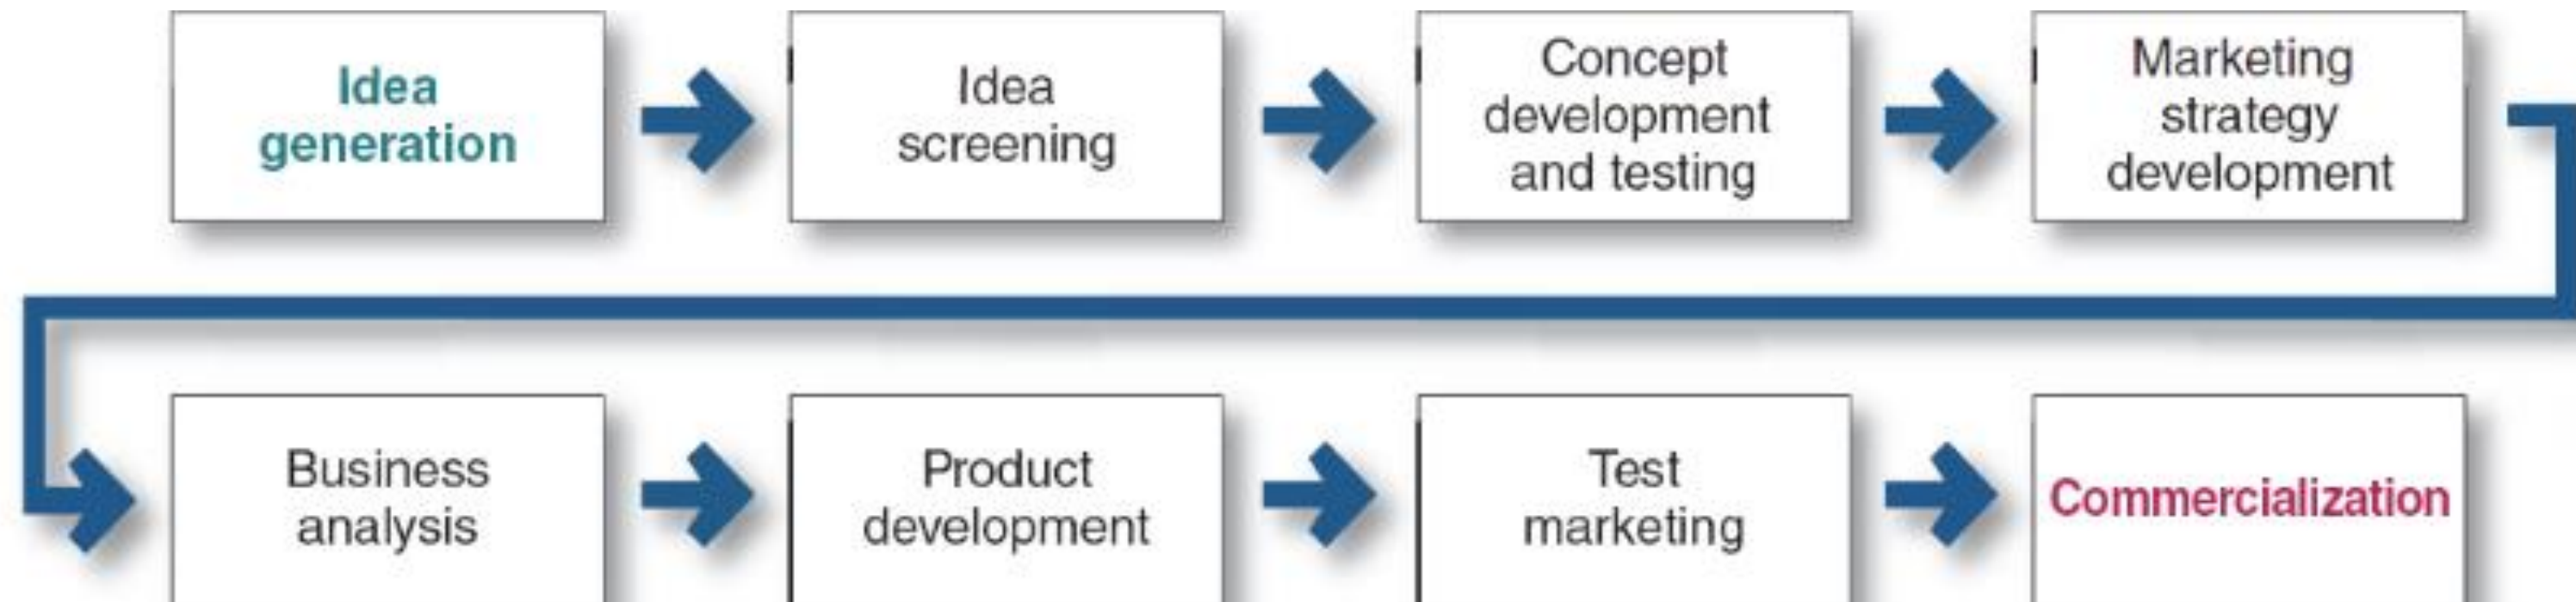 Idea
generation
Idea
screening
Concept
development
and testing
Marketing
strategy
development
Business
analysis
Product
development
Test
marketing
Commercialization